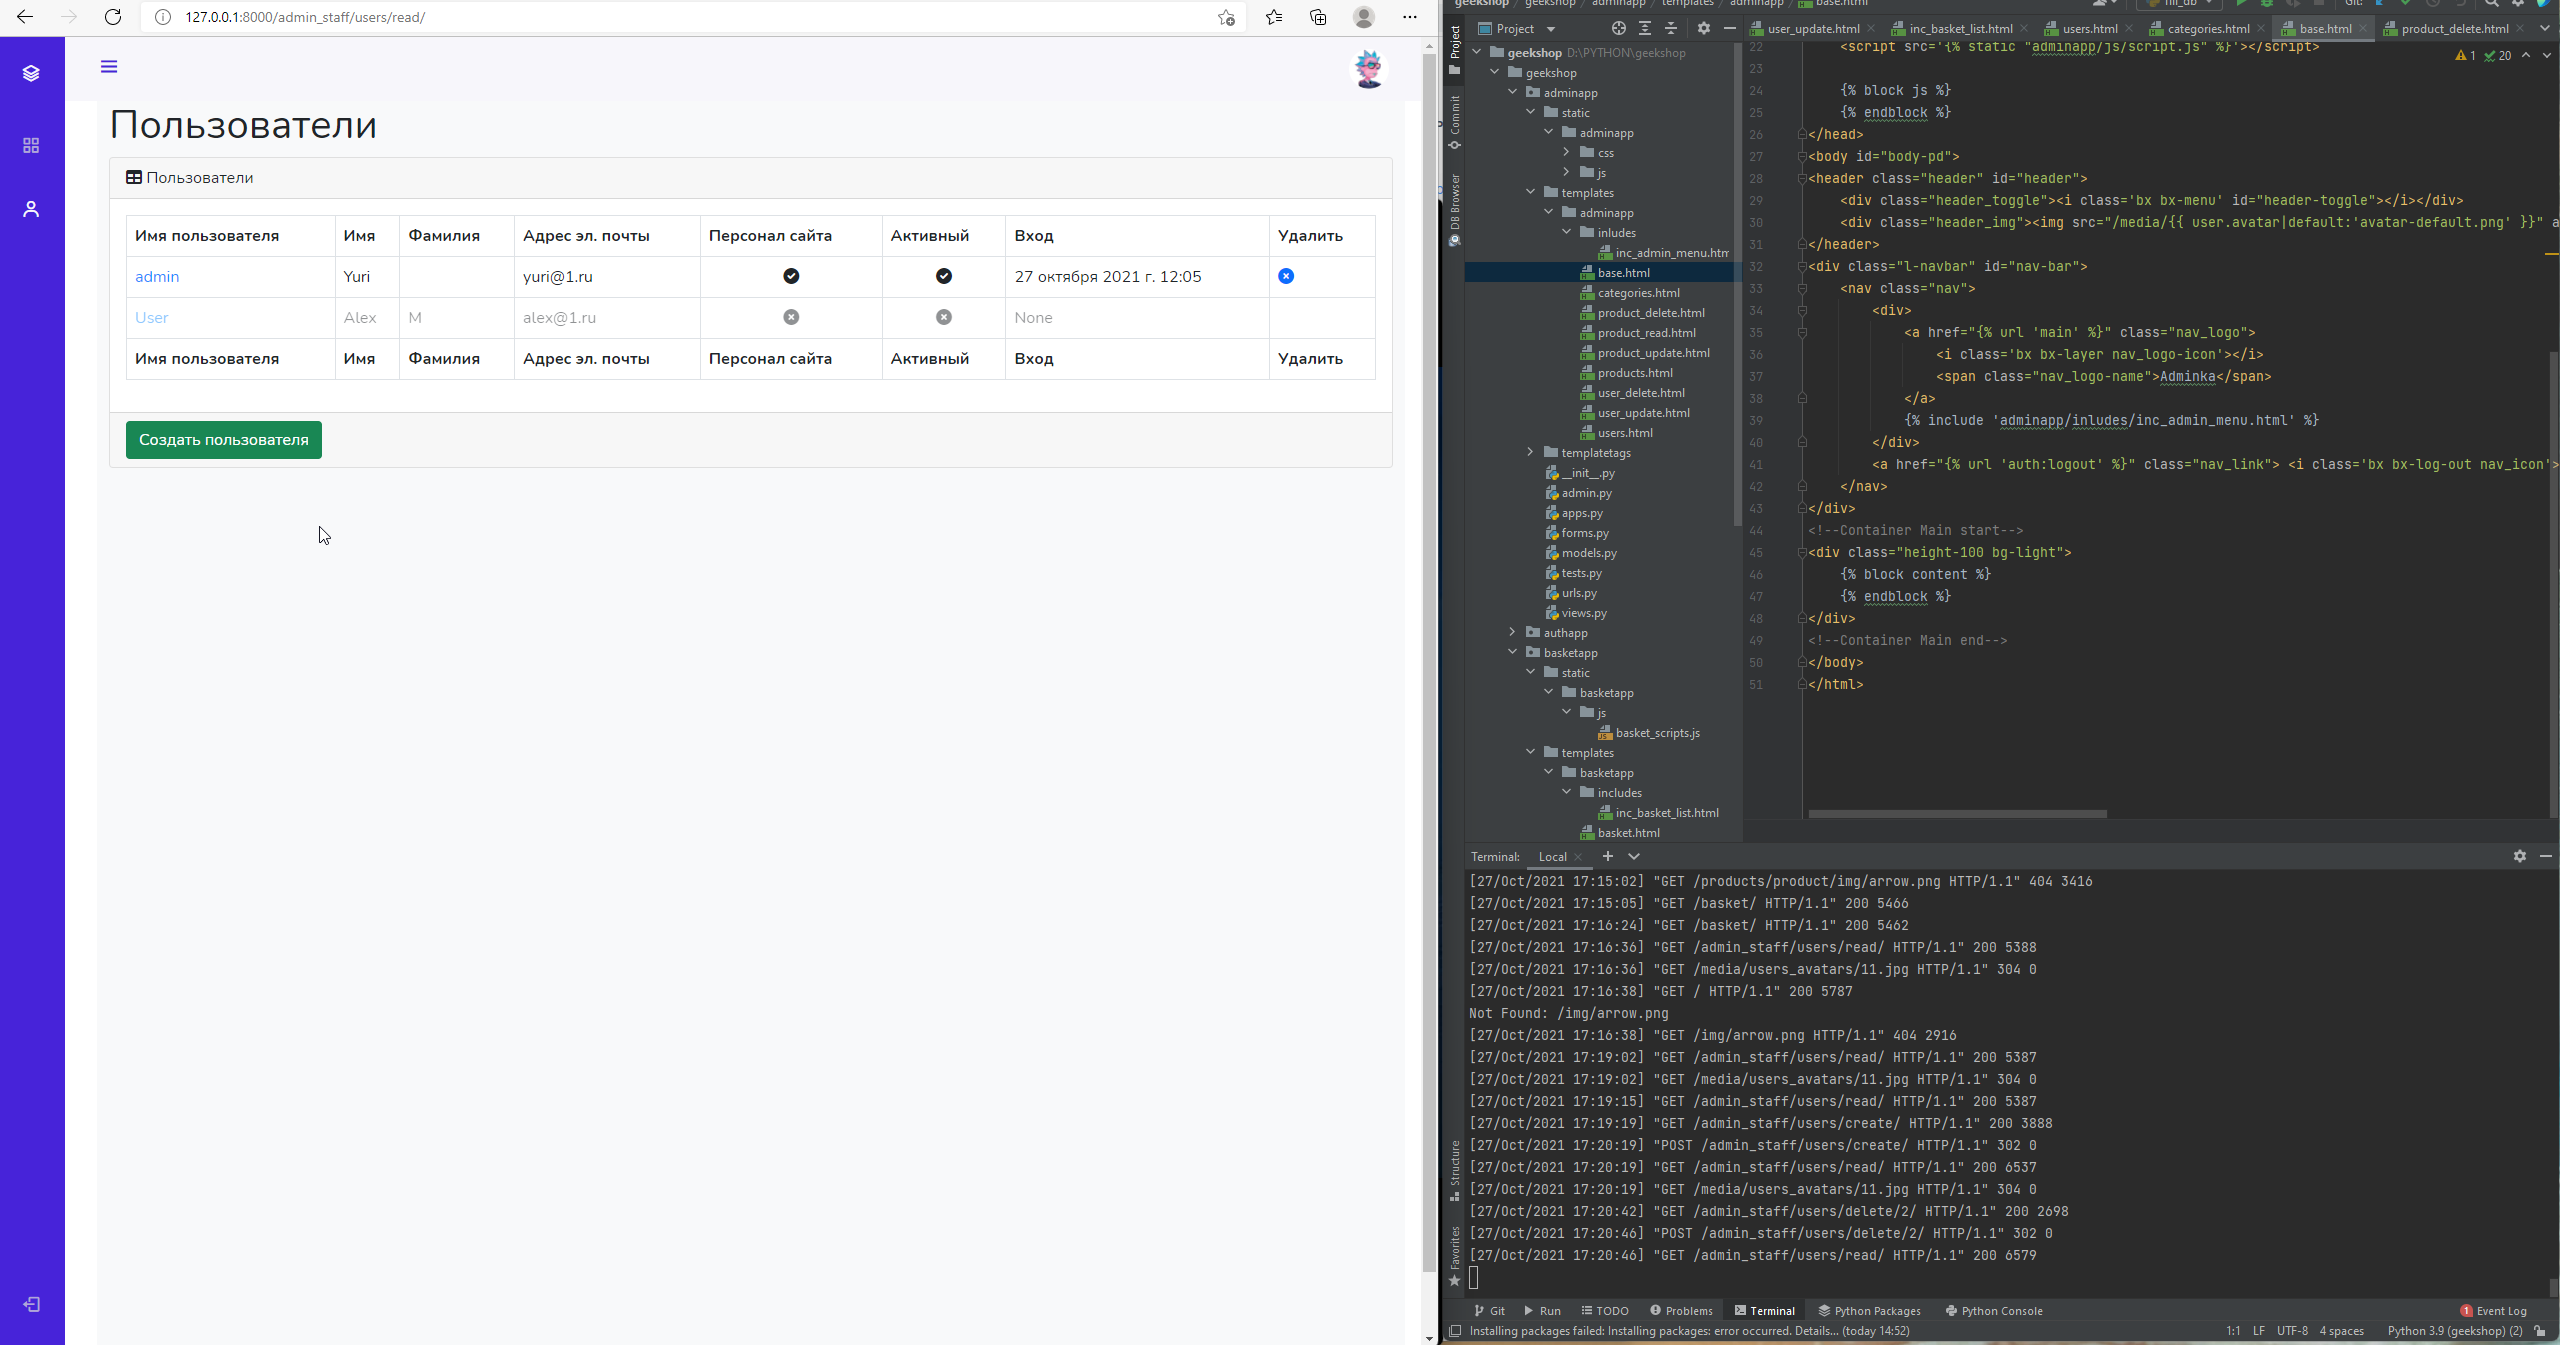 127.0.0.1:8000/admin_staff/users/read/
Пользователи
Пользователи
Имя пользователя Имя Фамилия Адрес эл. почты Персонал сайта Активный Вход Удалить
admin Yuri yuri@1.ru 27 октября 2021 г. 12:05
User Alex M alex@1.ru None
Имя пользователя Имя Фамилия Адрес эл. почты Персонал сайта Активный Вход Удалить
Создать пользователя
geekshop geekshop adminapp templates adminapp base.html
fill_db Git:
Project
user_update.html inc_basket_list.html users.html categories.html base.html product_delete.html
Project
Commit
DB Browser
Structure
Favorites
geekshop D:\PYTHON\geekshop
geekshop
adminapp
static
adminapp
css
js
templates
adminapp
inludes
inc_admin_menu.htm
base.html
categories.html
product_delete.html
product_read.html
product_update.html
products.html
user_delete.html
user_update.html
users.html
templatetags
__init__.py
admin.py
apps.py
forms.py
models.py
tests.py
urls.py
views.py
authapp
basketapp
static
basketapp
js
basket_scripts.js
templates
basketapp
includes
inc_basket_list.html
basket.html
1 20
22 <script src='{% static "adminapp/js/script.js" %}'></script>
23
24 {% block js %}
25 {% endblock %}
26 </head>
27 <body id="body-pd">
28 <header class="header" id="header">
29 <div class="header_toggle"><i class='bx bx-menu' id="header-toggle"></i></div>
30 <div class="header_img"><img src="/media/{{ user.avatar|default:'avatar-default.png' }}" a
31 </header>
32 <div class="l-navbar" id="nav-bar">
33 <nav class="nav">
34 <div>
35 <a href="{% url 'main' %}" class="nav_logo">
36 <i class='bx bx-layer nav_logo-icon'></i>
37 <span class="nav_logo-name">Adminka</span>
38 </a>
39 {% include 'adminapp/inludes/inc_admin_menu.html' %}
40 </div>
41 <a href="{% url 'auth:logout' %}" class="nav_link"> <i class='bx bx-log-out nav_icon'>
42 </nav>
43 </div>
44 <!--Container Main start-->
45 <div class="height-100 bg-light">
46 {% block content %}
47 {% endblock %}
48 </div>
49 <!--Container Main end-->
50 </body>
51 </html>
Terminal: Local
[27/Oct/2021 17:15:02] "GET /products/product/img/arrow.png HTTP/1.1" 404 3416
[27/Oct/2021 17:15:05] "GET /basket/ HTTP/1.1" 200 5466
[27/Oct/2021 17:16:24] "GET /basket/ HTTP/1.1" 200 5462
[27/Oct/2021 17:16:36] "GET /admin_staff/users/read/ HTTP/1.1" 200 5388
[27/Oct/2021 17:16:36] "GET /media/users_avatars/11.jpg HTTP/1.1" 304 0
[27/Oct/2021 17:16:38] "GET / HTTP/1.1" 200 5787
Not Found: /img/arrow.png
[27/Oct/2021 17:16:38] "GET /img/arrow.png HTTP/1.1" 404 2916
[27/Oct/2021 17:19:02] "GET /admin_staff/users/read/ HTTP/1.1" 200 5387
[27/Oct/2021 17:19:02] "GET /media/users_avatars/11.jpg HTTP/1.1" 304 0
[27/Oct/2021 17:19:15] "GET /admin_staff/users/read/ HTTP/1.1" 200 5387
[27/Oct/2021 17:19:19] "GET /admin_staff/users/create/ HTTP/1.1" 200 3888
[27/Oct/2021 17:20:19] "POST /admin_staff/users/create/ HTTP/1.1" 302 0
[27/Oct/2021 17:20:19] "GET /admin_staff/users/read/ HTTP/1.1" 200 6537
[27/Oct/2021 17:20:19] "GET /media/users_avatars/11.jpg HTTP/1.1" 304 0
[27/Oct/2021 17:20:42] "GET /admin_staff/users/delete/2/ HTTP/1.1" 200 2698
[27/Oct/2021 17:20:46] "POST /admin_staff/users/delete/2/ HTTP/1.1" 302 0
[27/Oct/2021 17:20:46] "GET /admin_staff/users/read/ HTTP/1.1" 200 6579
Git Run TODO Problems Terminal Python Packages Python Console 1 Event Log
Installing packages failed: Installing packages: error occurred. Details... (today 14:52) 1:1 LF UTF-8 4 spaces Python 3.9 (geekshop) (2)